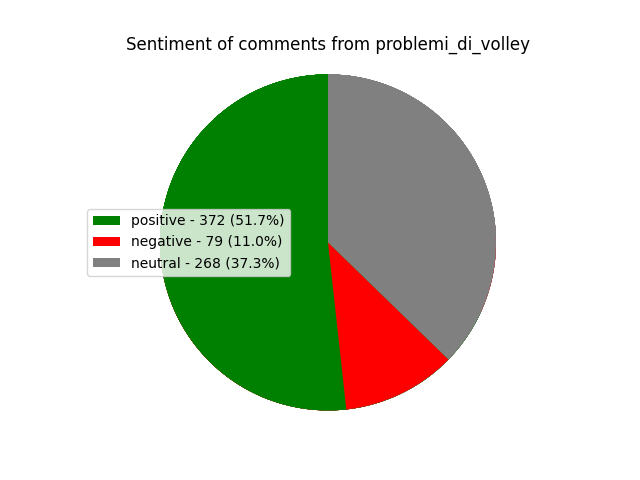 Sentiment of comments from problemi_di_volley
positive - 372 (51.7%)
negative - 79 (11.0%)
neutral - 268 (37.3%)